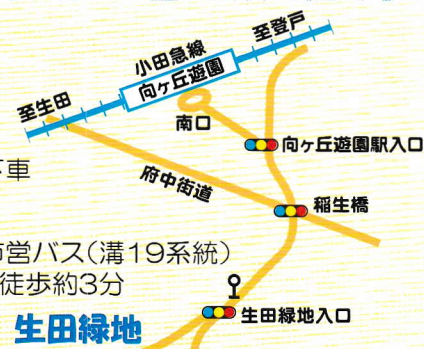 至登戸
小田急線
向ヶ丘遊園
至生田
南口
向ヶ丘遊園駅入口
車
府中街道
稲生橋
営バス(溝19系統)
徒歩約3分
生田緑地入口
生田緑地